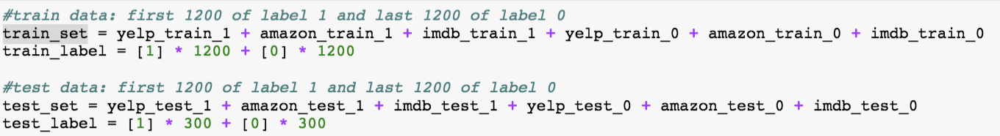 #train data: first 1200 of label 1 and last 1200 of label 0
train_set = yelp_train_1 + amazon_train_1 + imdb_train_1 + yelp_train_0 + amazon_train_0 + imdb_train_0
train_label = [1] * 1200 + [0] * 1200
#test data: first 1200 of label 1 and last 1200 of label 0
test_set = yelp_test_1 + amazon_test_1 + imdb_test_1 + yelp_test_0 + amazon_test_0 + imdb_test_0
test_label = [1] * 300 + [0] * 300